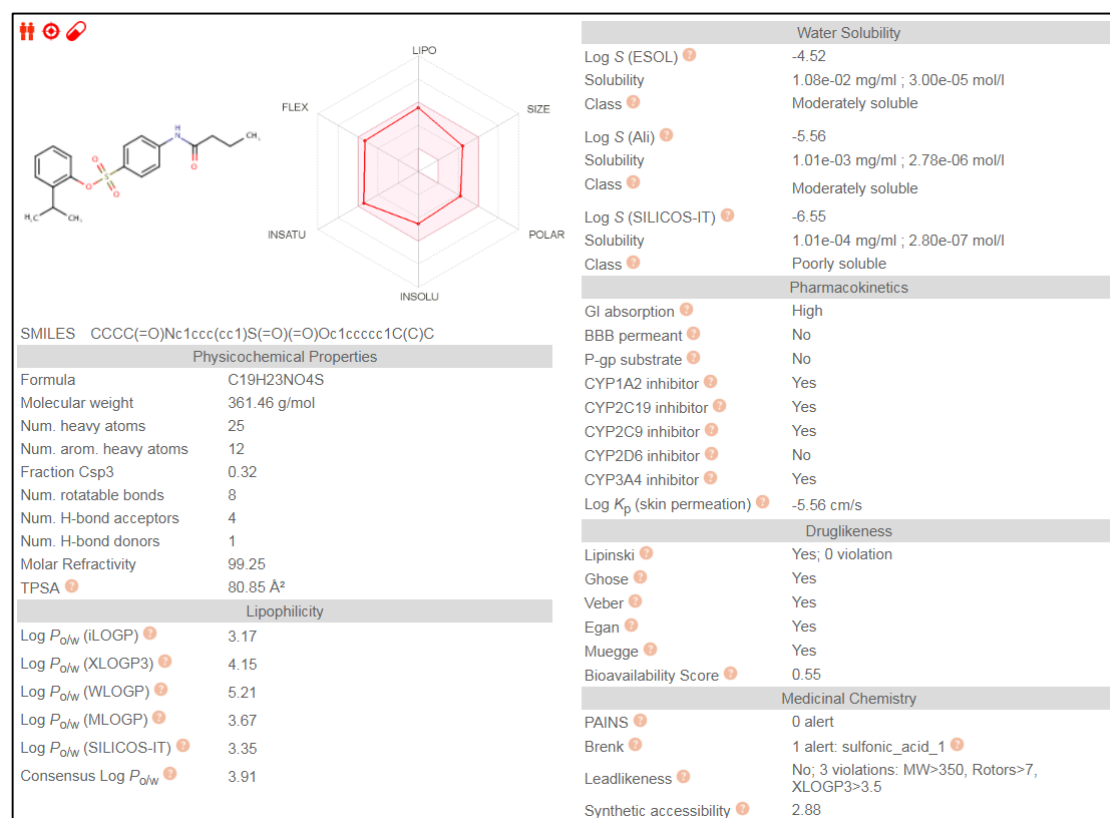 LIPO
FLEX
SIZE
INSATU
POLAR
INSOLU
H
N
CH₃
O
O
S
O
O
H₃C
CH₃
SMILES CCCC(=O)Nc1ccc(cc1)S(=O)(=O)Oc1ccccc1C(C)C
Physicochemical Properties
Formula C19H23NO4S
Molecular weight 361.46 g/mol
Num. heavy atoms 25
Num. arom. heavy atoms 12
Fraction Csp3 0.32
Num. rotatable bonds 8
Num. H-bond acceptors 4
Num. H-bond donors 1
Molar Refractivity 99.25
TPSA ? 80.85 Å²
Lipophilicity
Log Po/w (iLOGP) ? 3.17
Log Po/w (XLOGP3) ? 4.15
Log Po/w (WLOGP) ? 5.21
Log Po/w (MLOGP) ? 3.67
Log Po/w (SILICOS-IT) ? 3.35
Consensus Log Po/w ? 3.91
Water Solubility
Log S (ESOL) ? -4.52
Solubility 1.08e-02 mg/ml ; 3.00e-05 mol/l
Class ? Moderately soluble
Log S (Ali) ? -5.56
Solubility 1.01e-03 mg/ml ; 2.78e-06 mol/l
Class ? Moderately soluble
Log S (SILICOS-IT) ? -6.55
Solubility 1.01e-04 mg/ml ; 2.80e-07 mol/l
Class ? Poorly soluble
Pharmacokinetics
GI absorption ? High
BBB permeant ? No
P-gp substrate ? No
CYP1A2 inhibitor ? Yes
CYP2C19 inhibitor ? Yes
CYP2C9 inhibitor ? Yes
CYP2D6 inhibitor ? No
CYP3A4 inhibitor ? Yes
Log Kp (skin permeation) ? -5.56 cm/s
Druglikeness
Lipinski ? Yes; 0 violation
Ghose ? Yes
Veber ? Yes
Egan ? Yes
Muegge ? Yes
Bioavailability Score ? 0.55
Medicinal Chemistry
PAINS ? 0 alert
Brenk ? 1 alert: sulfonic_acid_1 ?
Leadlikeness ? No; 3 violations: MW>350, Rotors>7,
XLOGP3>3.5
Synthetic accessibility ? 2.88